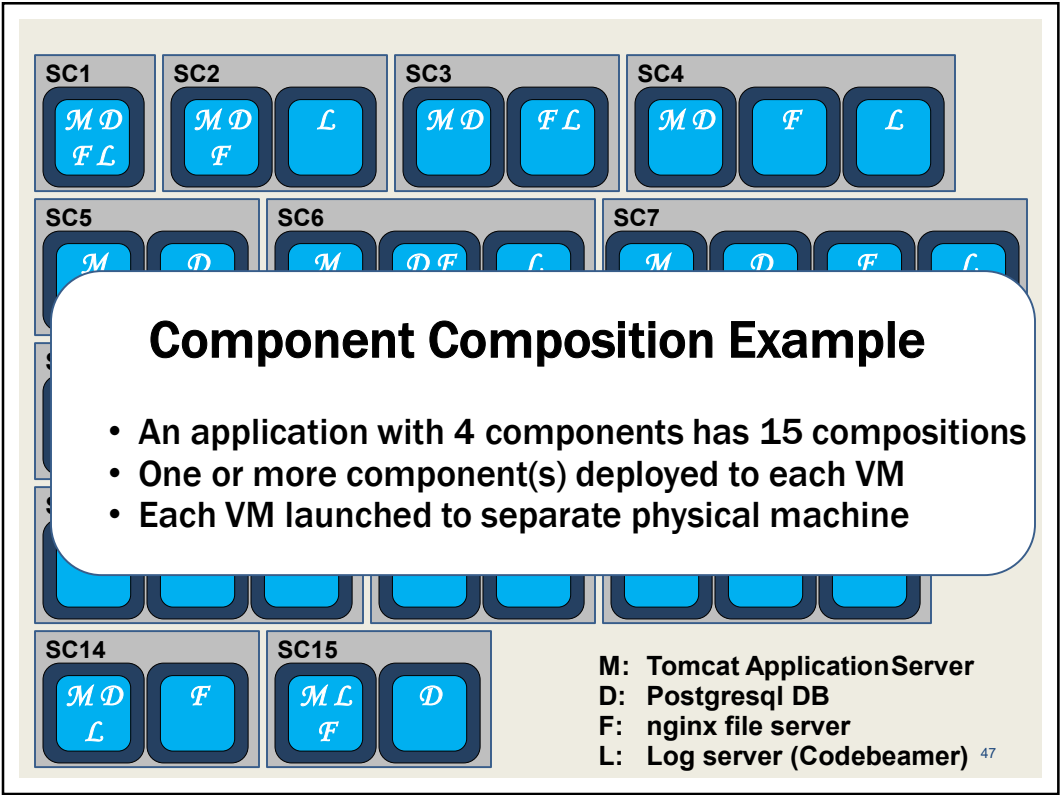 SC1 SC2 SC3 SC4
M D M D L M D F L M D F L
F L F
SC5 SC6 SC7
M D M D F L M D F L
Component Composition Example
• An application with 4 components has 15 compositions
• One or more component(s) deployed to each VM
• Each VM launched to separate physical machine
SC14 SC15
M D F M L D
L F
M: Tomcat ApplicationServer
D: Postgresql DB
F: nginx file server
L: Log server (Codebeamer) 47